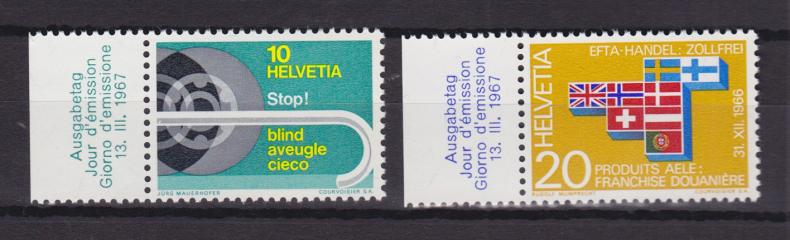 Ausgabetag
Jour d'émission
Giorno d'emissione
13. III. 1967
10
HELVETIA
Stop!
blind
aveugle
cieco
JÜRG MAUERHOFER
COURVOISIER S.A.
Ausgabetag
Jour d'émission
Giorno d'emissione
13. III. 1967
HELVETIA
EFTA-HANDEL: ZOLLFREI
31. XII. 1966
20
PRODUITS AELE:
FRANCHISE DOUANIÈRE
RUDOLF MUMPRECHT
COURVOISIER S.A.